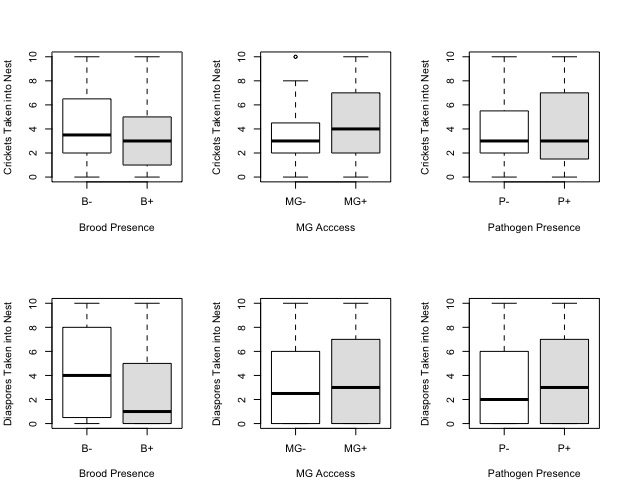 Crickets Taken into Nest
0 2 4 6 8 10
B- B+
Brood Presence
Crickets Taken into Nest
0 2 4 6 8 10
MG- MG+
MG Acccess
Crickets Taken into Nest
0 2 4 6 8 10
P- P+
Pathogen Presence
Diaspores Taken into Nest
0 2 4 6 8 10
B- B+
Brood Presence
Diaspores Taken into Nest
0 2 4 6 8 10
MG- MG+
MG Acccess
Diaspores Taken into Nest
0 2 4 6 8 10
P- P+
Pathogen Presence